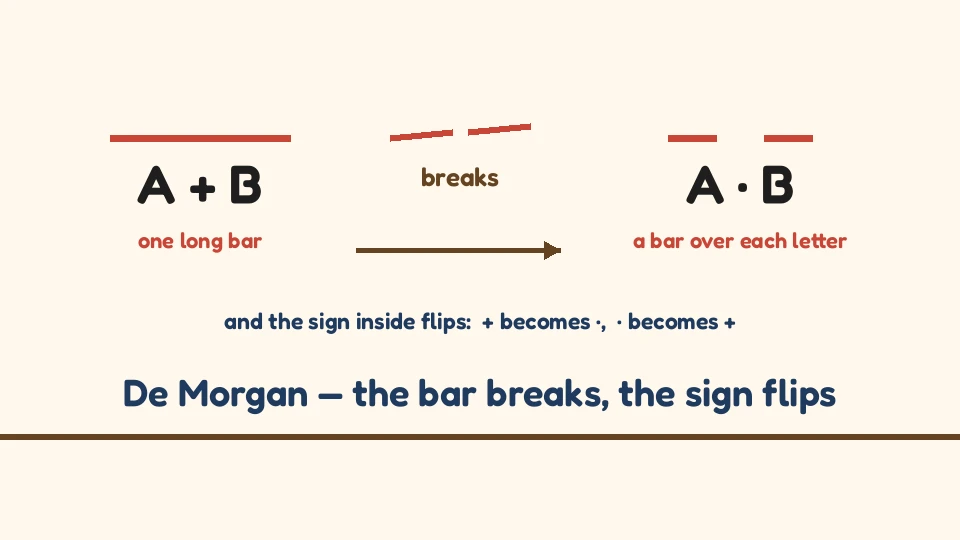 A + B
breaks
A · B
one long bar
a bar over each letter
and the sign inside flips: + becomes ·, · becomes +
De Morgan — the bar breaks, the sign flips